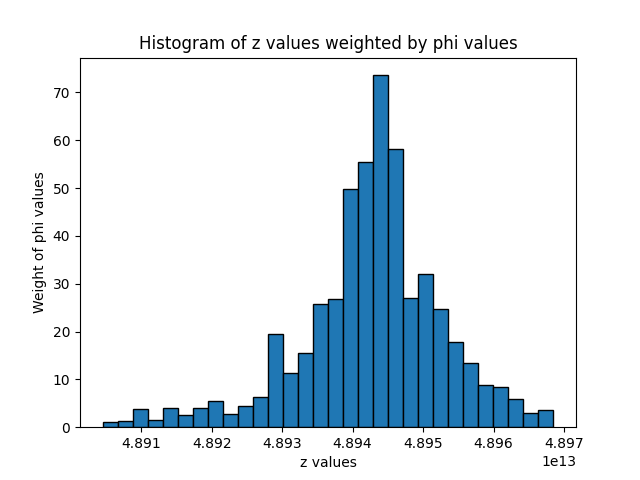 Histogram of z values weighted by phi values
Weight of phi values
70
60
50
40
30
20
10
0
4.891 4.892 4.893 4.894 4.895 4.896 4.897
z values
1e13